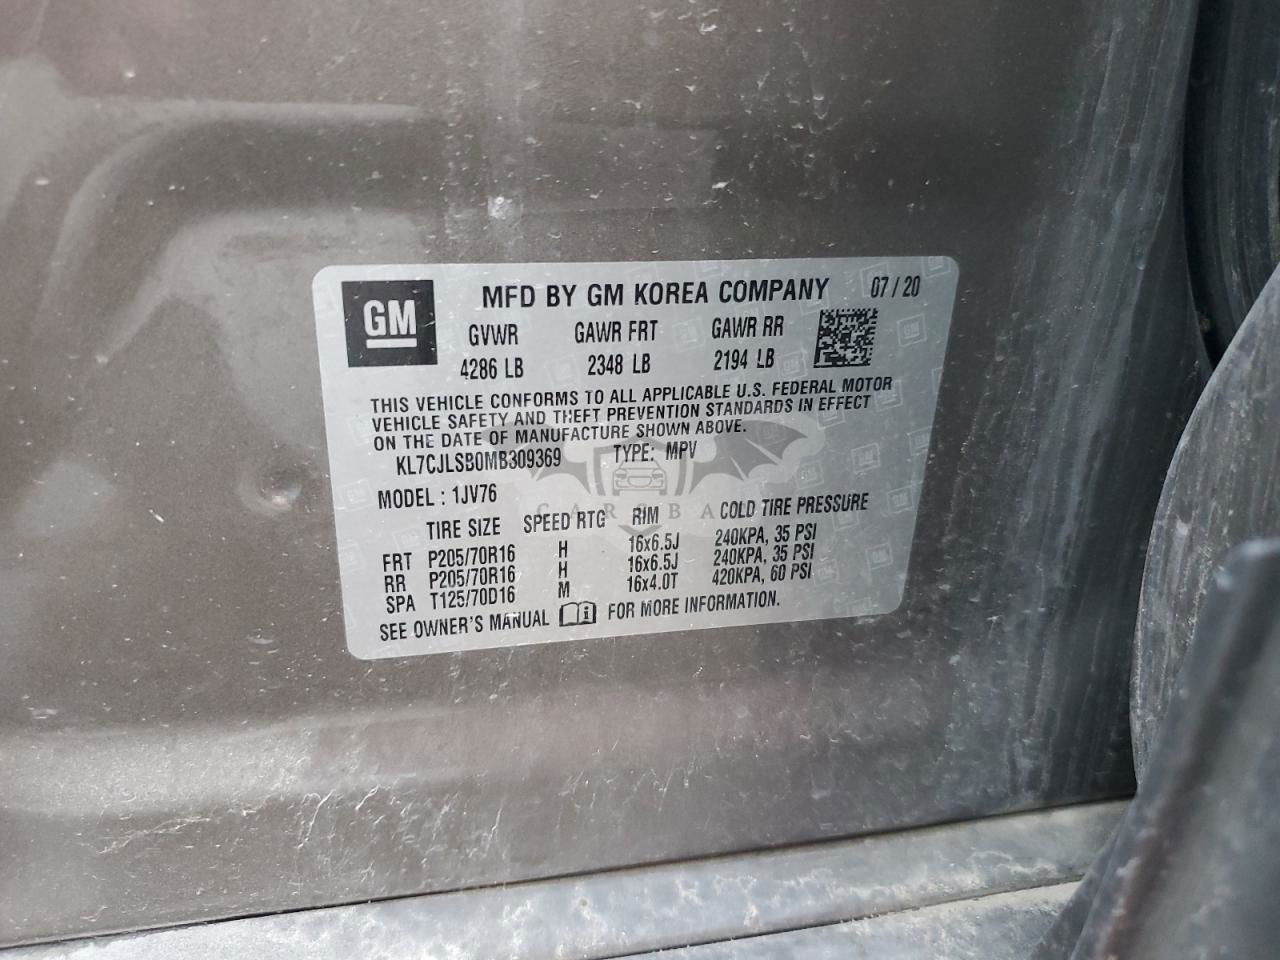 GM
MFD BY GM KOREA COMPANY 07 / 20
GVWR GAWR FRT GAWR RR
4286 LB 2348 LB 2194 LB
THIS VEHICLE CONFORMS TO ALL APPLICABLE U.S. FEDERAL MOTOR
VEHICLE SAFETY AND THEFT PREVENTION STANDARDS IN EFFECT
ON THE DATE OF MANUFACTURE SHOWN ABOVE.
KL7CJLSB0MB309369 TYPE: MPV
MODEL : 1JV76
TIRE SIZE SPEED RTG RIM COLD TIRE PRESSURE
FRT P205/70R16 H 16x6.5J 240KPA, 35 PSI
RR P205/70R16 H 16x6.5J 240KPA, 35 PSI
SPA T125/70D16 M 16x4.0T 420KPA, 60 PSI
SEE OWNER'S MANUAL FOR MORE INFORMATION.